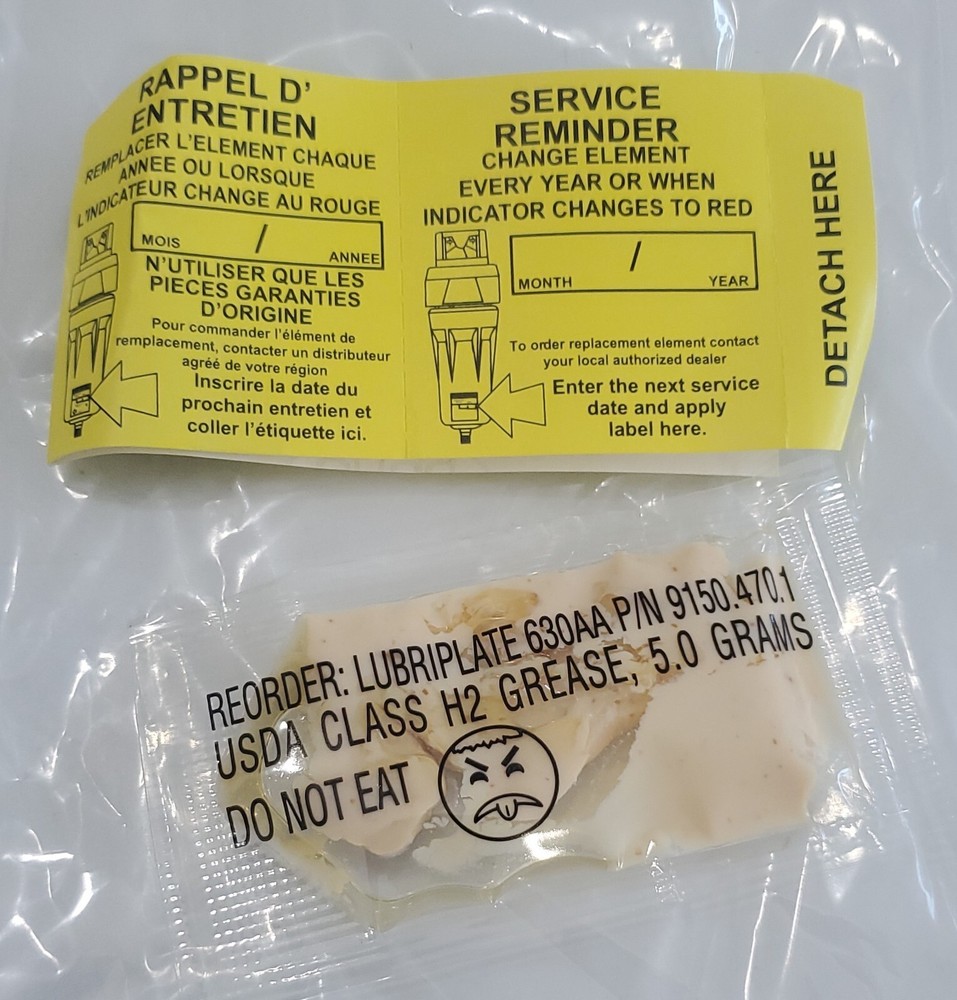 RAPPEL D'
ENTRETIEN
REMPLACER L'ELEMENT CHAQUE
ANNEE OU LORSQUE
L'INDICATEUR CHANGE AU ROUGE
/
MOIS ANNEE
N'UTILISER QUE LES
PIECES GARANTIES
D'ORIGINE
Pour commander l'élément de
remplacement, contacter un distributeur
agréé de votre région
Inscrire la date du
prochain entretien et
coller l'étiquette ici.
SERVICE
REMINDER
CHANGE ELEMENT
EVERY YEAR OR WHEN
INDICATOR CHANGES TO RED
/
MONTH YEAR
To order replacement element contact
your local authorized dealer
Enter the next service
date and apply
label here.
DETACH HERE
REORDER: LUBRIPLATE 630AA P/N 9150.470.1
USDA CLASS H2 GREASE, 5.0 GRAMS
DO NOT EAT